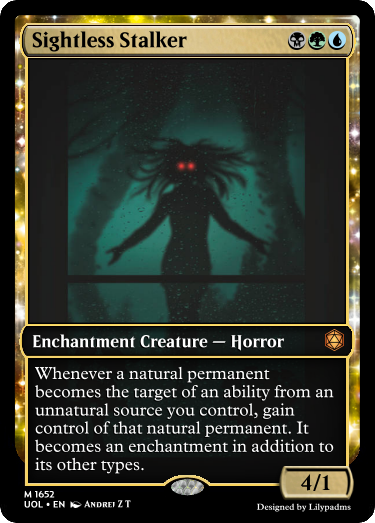 Sightless Stalker
Enchantment Creature — Horror
Whenever a natural permanent
becomes the target of an ability from an
unnatural source you control, gain
control of that natural permanent. It
becomes an enchantment in addition to
its other types.
4/1
M 1652
UOL • EN Andrei Z T
Designed by Lilypadms